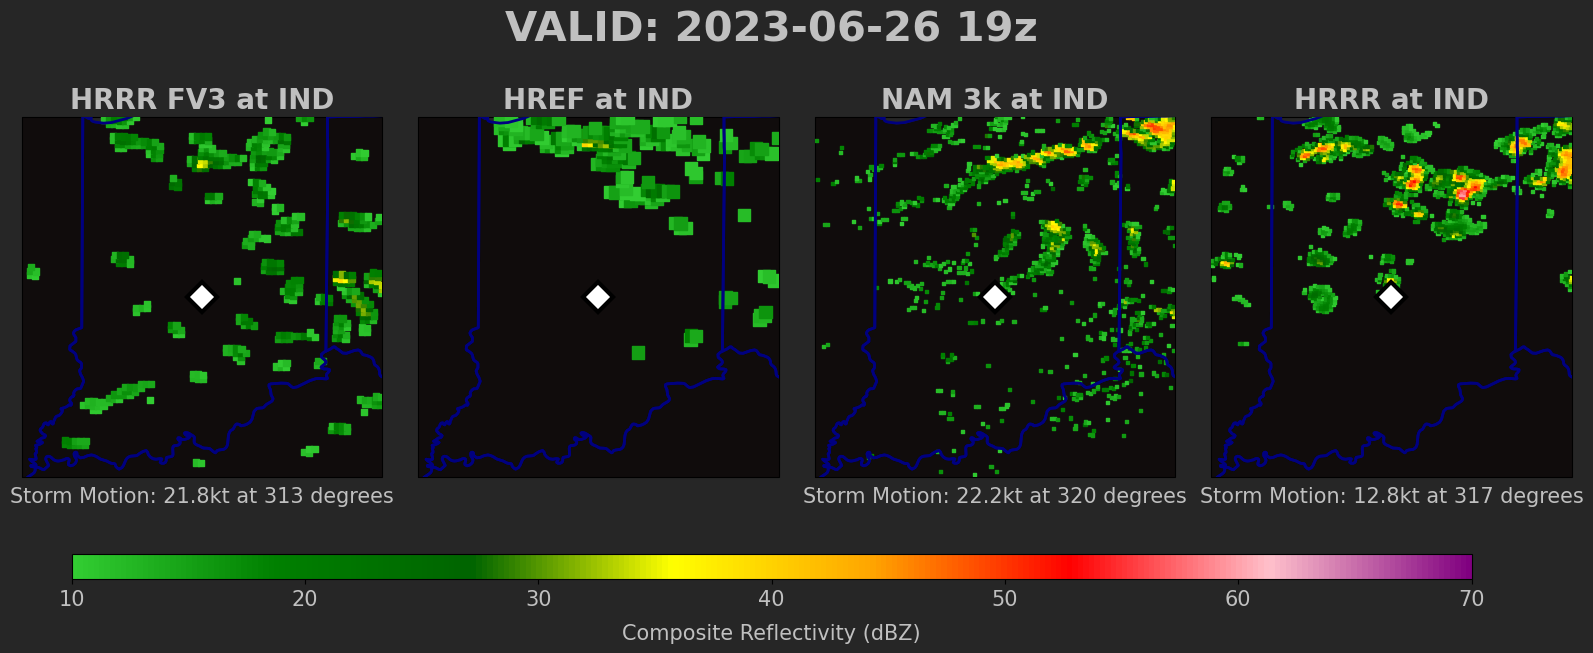 VALID: 2023-06-26 19z
HRRR FV3 at IND
HREF at IND
NAM 3k at IND
HRRR at IND
Storm Motion: 21.8kt at 313 degrees
Storm Motion: 22.2kt at 320 degrees
Storm Motion: 12.8kt at 317 degrees
10 20 30 40 50 60 70
Composite Reflectivity (dBZ)